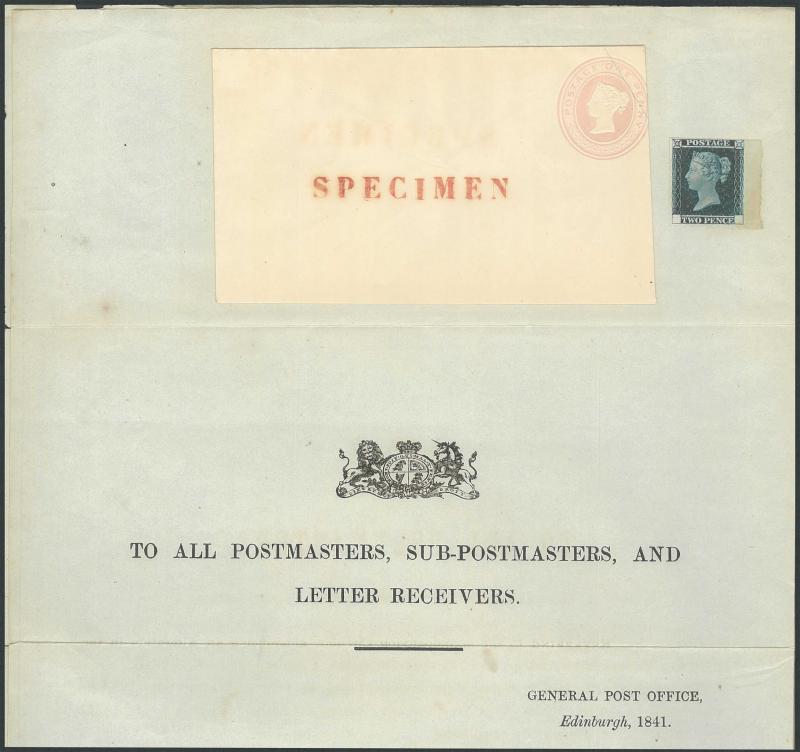 POSTAGE ONE PENNY
SPECIMEN
POSTAGE
TWO PENCE
TO ALL POSTMASTERS, SUB-POSTMASTERS, AND
LETTER RECEIVERS.
GENERAL POST OFFICE,
Edinburgh, 1841.